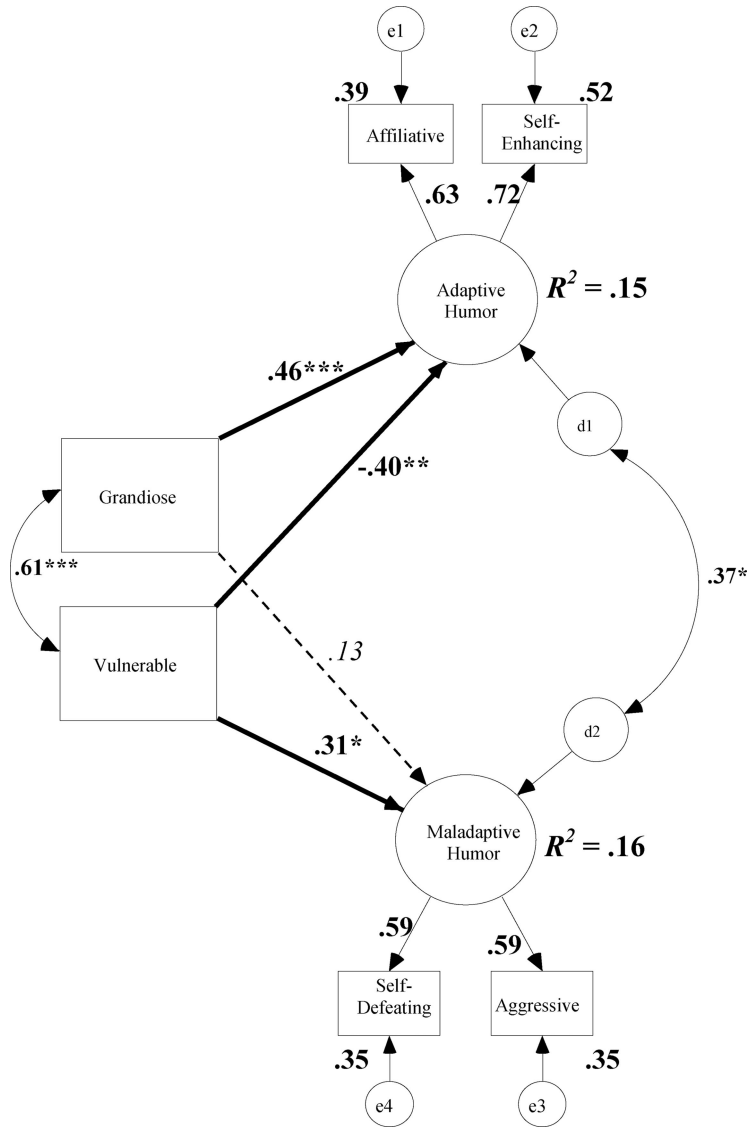 e1
e2
.39
.52
Affiliative
Self-
Enhancing
.63
.72
Adaptive
Humor
R² = .15
.46***
d1
-.40**
Grandiose
.61***
.37*
Vulnerable
.13
.31*
d2
Maladaptive
Humor
R² = .16
.59
.59
Self-
Defeating
Aggressive
.35
.35
e4
e3